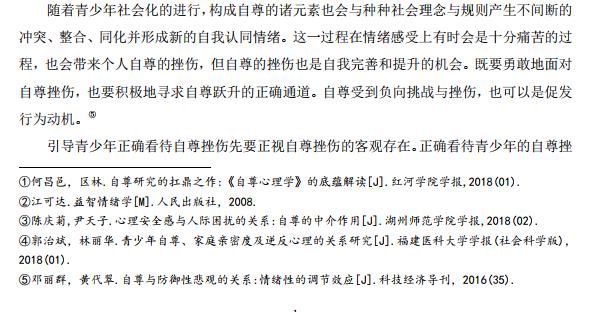 随着青少年社会化的进行，构成自尊的诸元素也会与种种社会理念与规则产生不间断的
冲突、整合、同化并形成新的自我认同情绪。这一过程在情绪感受上有时会是十分痛苦的过
程，也会带来个人自尊的挫伤，但自尊的挫伤也是自我完善和提升的机会。既要勇敢地面对
自尊挫伤，也要积极地寻求自尊跃升的正确通道。自尊受到负向挑战与挫伤，也可以是促发
行为动机。⑤
引导青少年正确看待自尊挫伤先要正视自尊挫伤的客观存在。正确看待青少年的自尊挫
①何昌邑，区林.自尊研究的扛鼎之作：《自尊心理学》的底蕴解读[J].红河学院学报,2018(01).
②江可达.益智情绪学[M].人民出版社，2008.
③陈庆菊,尹天子.心理安全感与人际困扰的关系:自尊的中介作用[J].湖州师范学院学报,2018(02).
④郭治斌，林丽华.青少年自尊、家庭亲密度及逆反心理的关系研究[J].福建医科大学学报(社会科学版),
2018(01).
⑤邓丽群，黄代翠.自尊与防御性悲观的关系:情绪性的调节效应[J].科技经济导刊，2016(35).